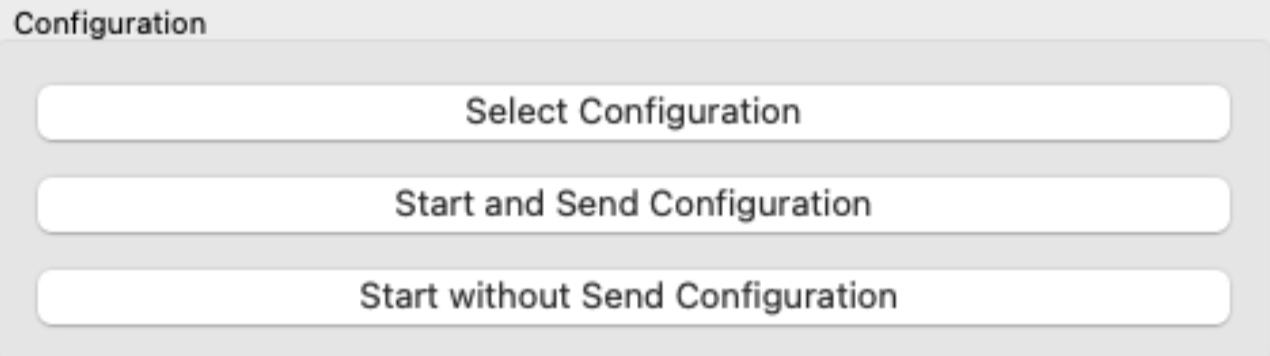 Configuration
Select Configuration
Start and Send Configuration
Start without Send Configuration